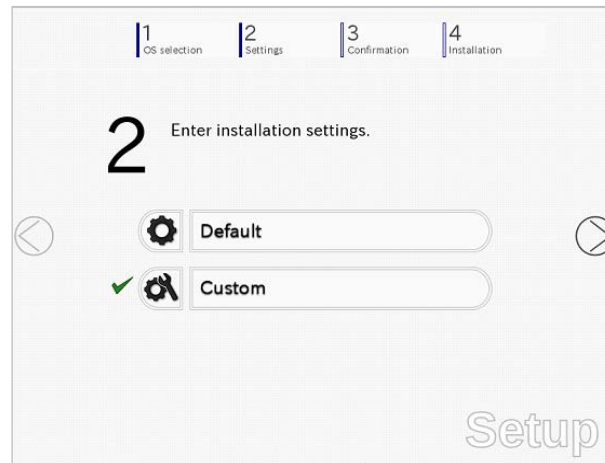 1
OS selection
2
Settings
3
Confirmation
4
Installation
2
Enter installation settings.
Default
Custom
Setup